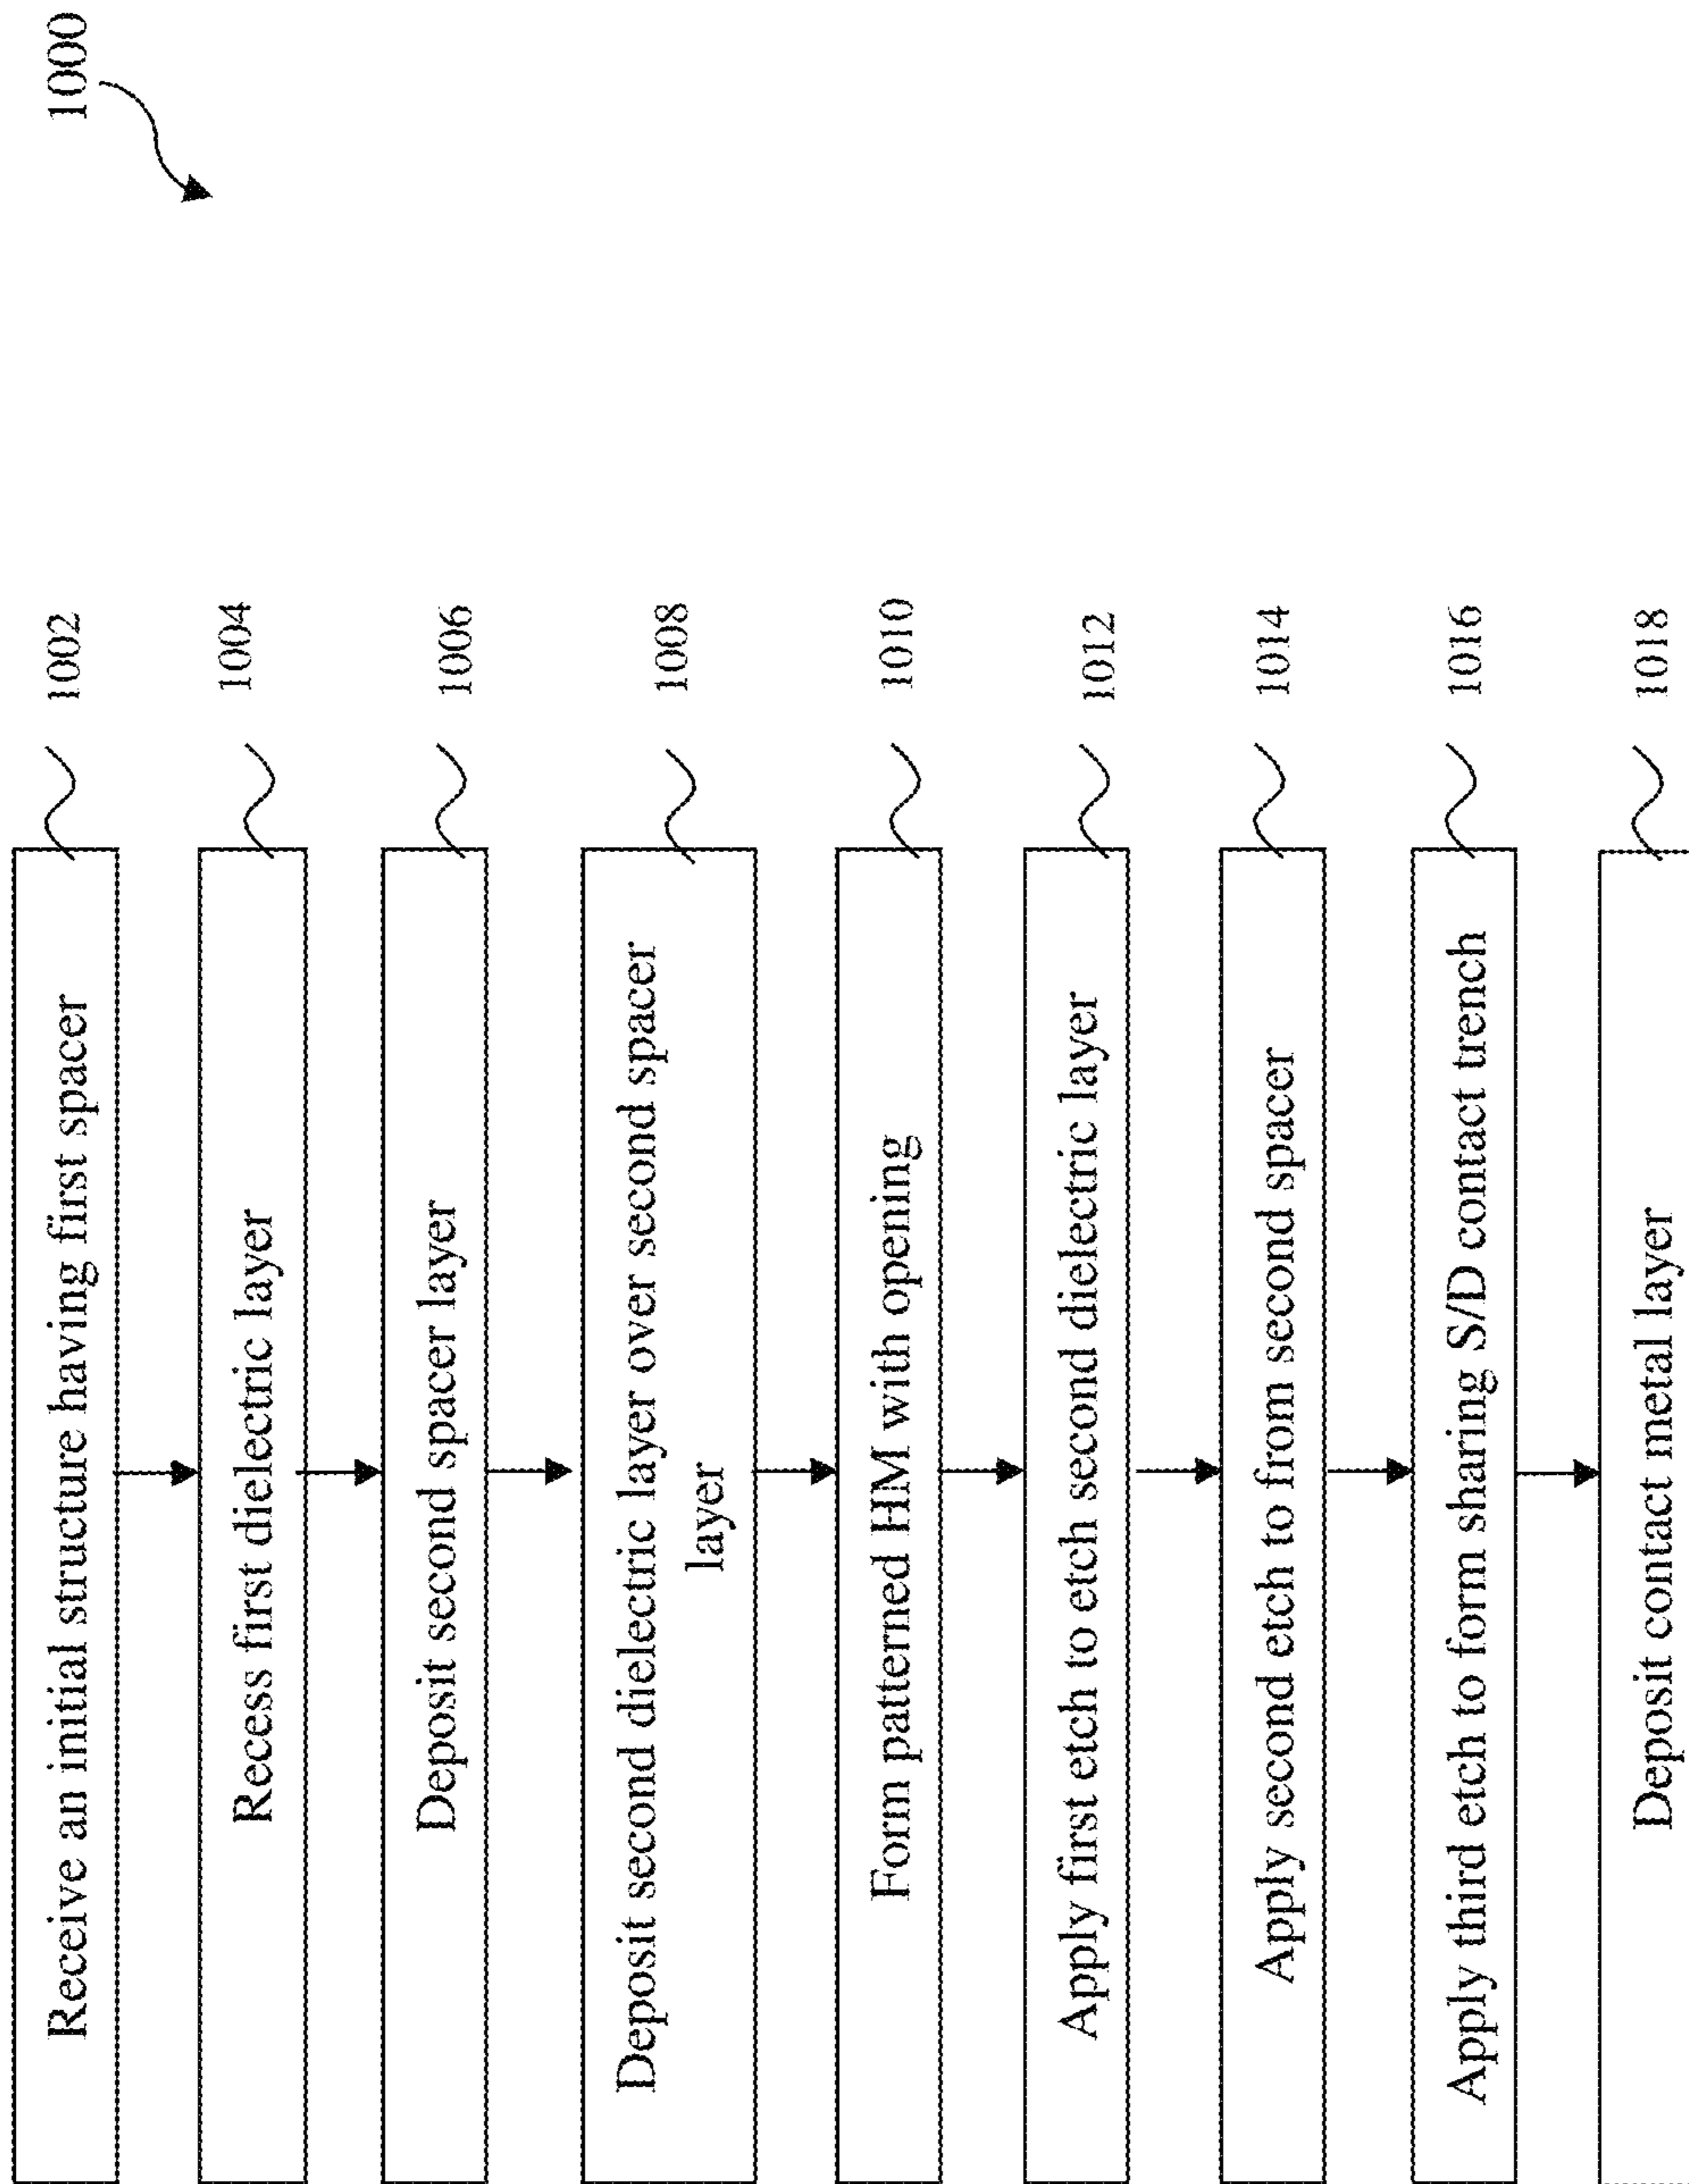 1000
Receive an initial structure having first spacer
1002
Recess first dielectric layer
1004
Deposit second spacer layer
1006
Deposit second dielectric layer over second spacer
layer
1008
Form patterned HM with opening
1010
Apply first etch to etch second dielectric layer
1012
Apply second etch to from second spacer
1014
Apply third etch to form sharing S/D contact trench
1016
Deposit contact metal layer
1018